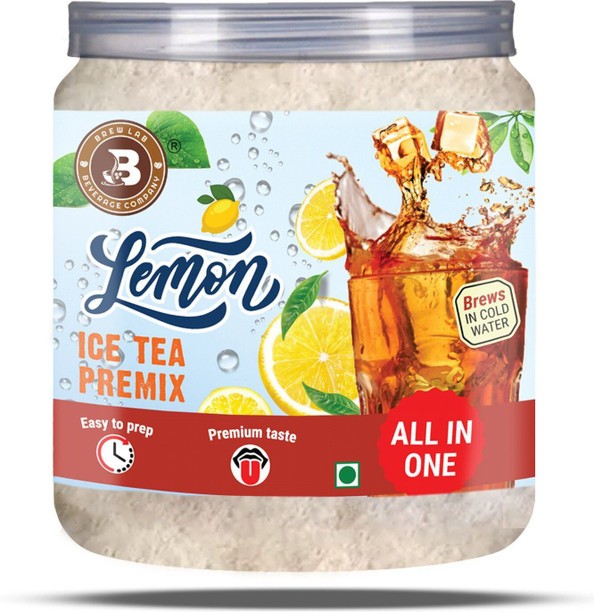 BREW LAB
B
BEVERAGE COMPANY
®
Lemon
ICE TEA
PREMIX
Brews
IN COLD
WATER
Easy to prep
Premium taste
ALL IN
ONE